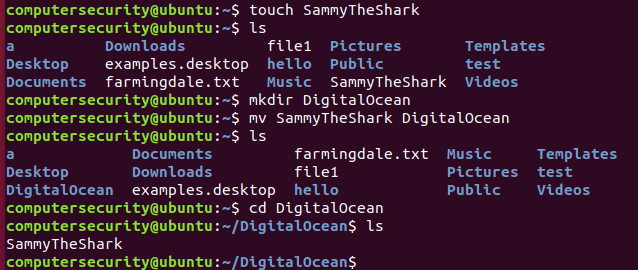 computersecurity@ubuntu:~$ touch SammyTheShark
computersecurity@ubuntu:~$ ls
a Downloads file1 Pictures Templates
Desktop examples.desktop hello Public test
Documents farmingdale.txt Music SammyTheShark Videos
computersecurity@ubuntu:~$ mkdir DigitalOcean
computersecurity@ubuntu:~$ mv SammyTheShark DigitalOcean
computersecurity@ubuntu:~$ ls
a Documents farmingdale.txt Music Templates
Desktop Downloads file1 Pictures test
DigitalOcean examples.desktop hello Public Videos
computersecurity@ubuntu:~$ cd DigitalOcean
computersecurity@ubuntu:~/DigitalOcean$ ls
SammyTheShark
computersecurity@ubuntu:~/DigitalOcean$